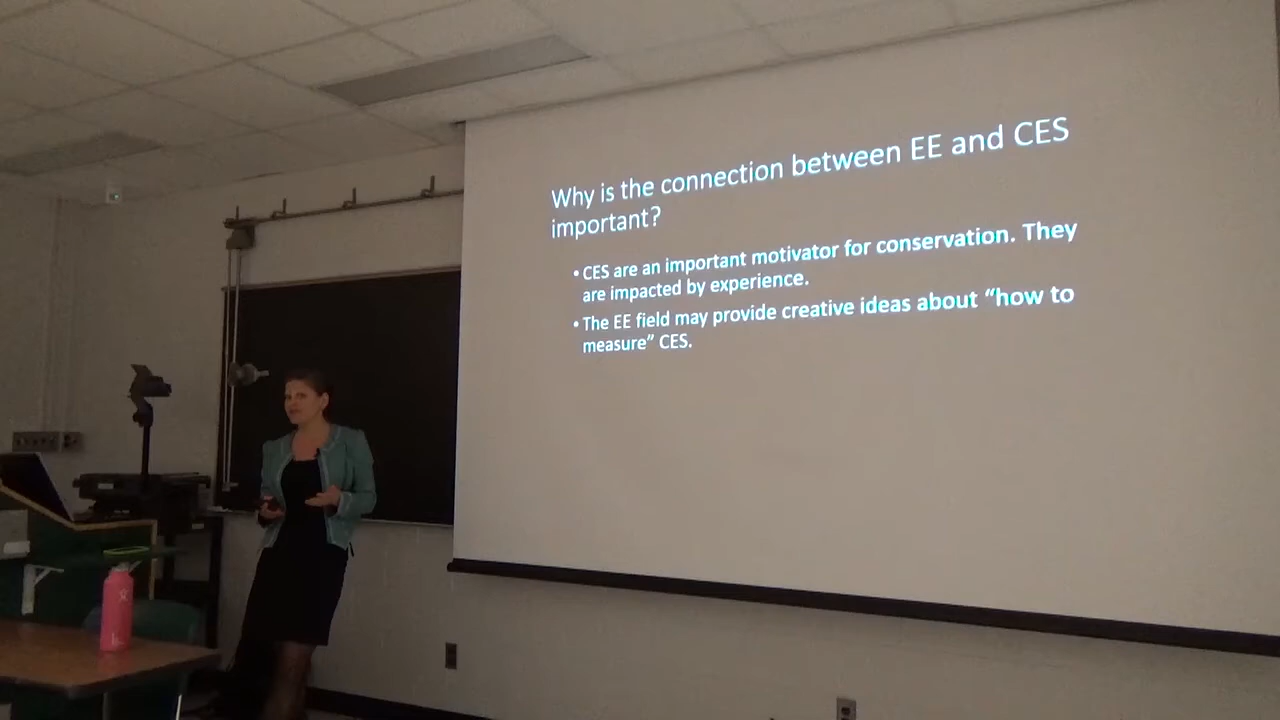 Why is the connection between EE and CES
important?
• CES are an important motivator for conservation. They
are impacted by experience.
• The EE field may provide creative ideas about “how to
measure” CES.